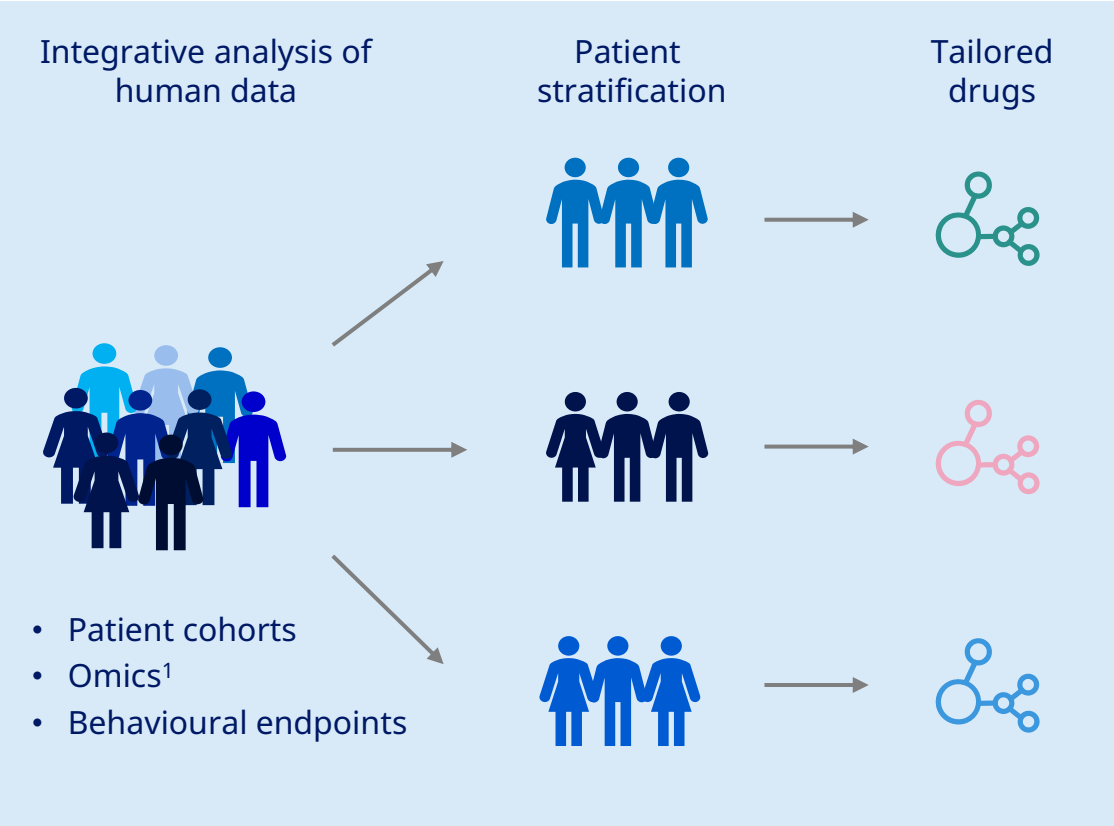 Integrative analysis of
human data
Patient
stratification
Tailored
drugs
• Patient cohorts
• Omics¹
• Behavioural endpoints